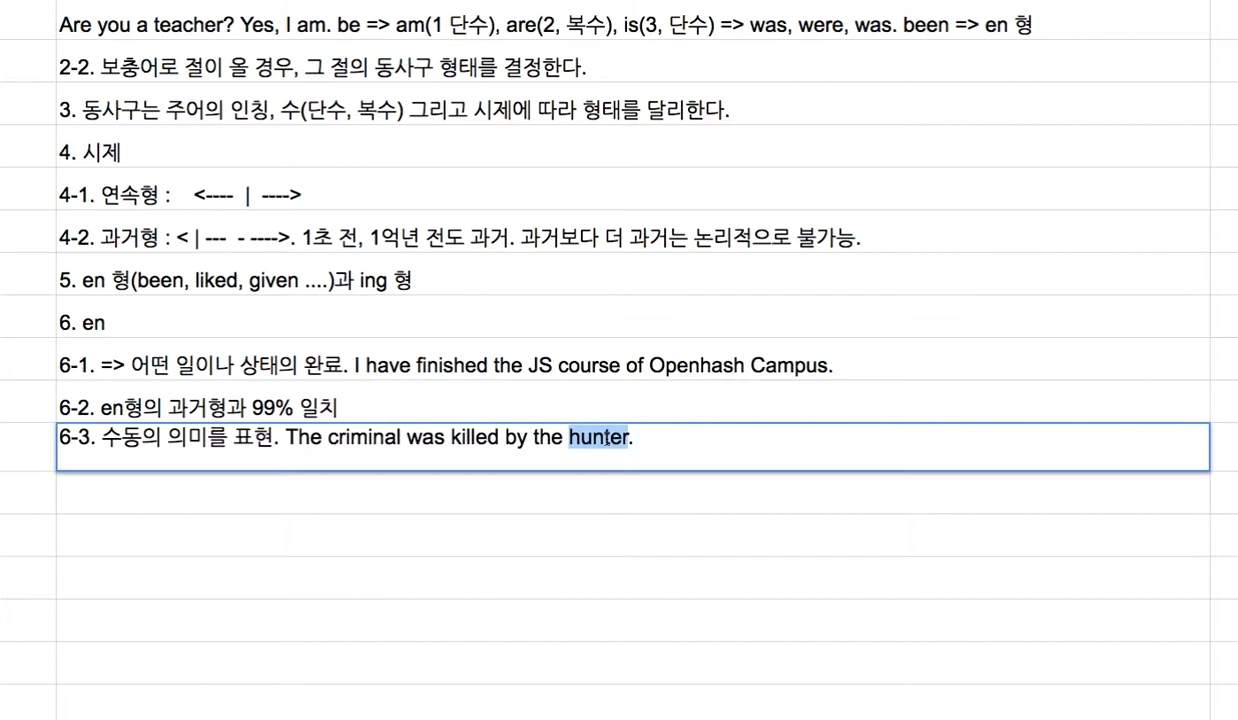 Are you a teacher? Yes, I am. be => am(1 단수), are(2, 복수), is(3, 단수) => was, were, was. been => en 형
2-2. 보충어로 절이 올 경우, 그 절의 동사구 형태를 결정한다.
3. 동사구는 주어의 인칭, 수(단수, 복수) 그리고 시제에 따라 형태를 달리한다.
4. 시제
4-1. 연속형 : <---- | ---->
4-2. 과거형 : < | --- - ---->. 1초 전, 1억년 전도 과거. 과거보다 더 과거는 논리적으로 불가능.
5. en 형(been, liked, given ....)과 ing 형
6. en
6-1. => 어떤 일이나 상태의 완료. I have finished the JS course of Openhash Campus.
6-2. en형의 과거형과 99% 일치
6-3. 수동의 의미를 표현. The criminal was killed by the hunter.